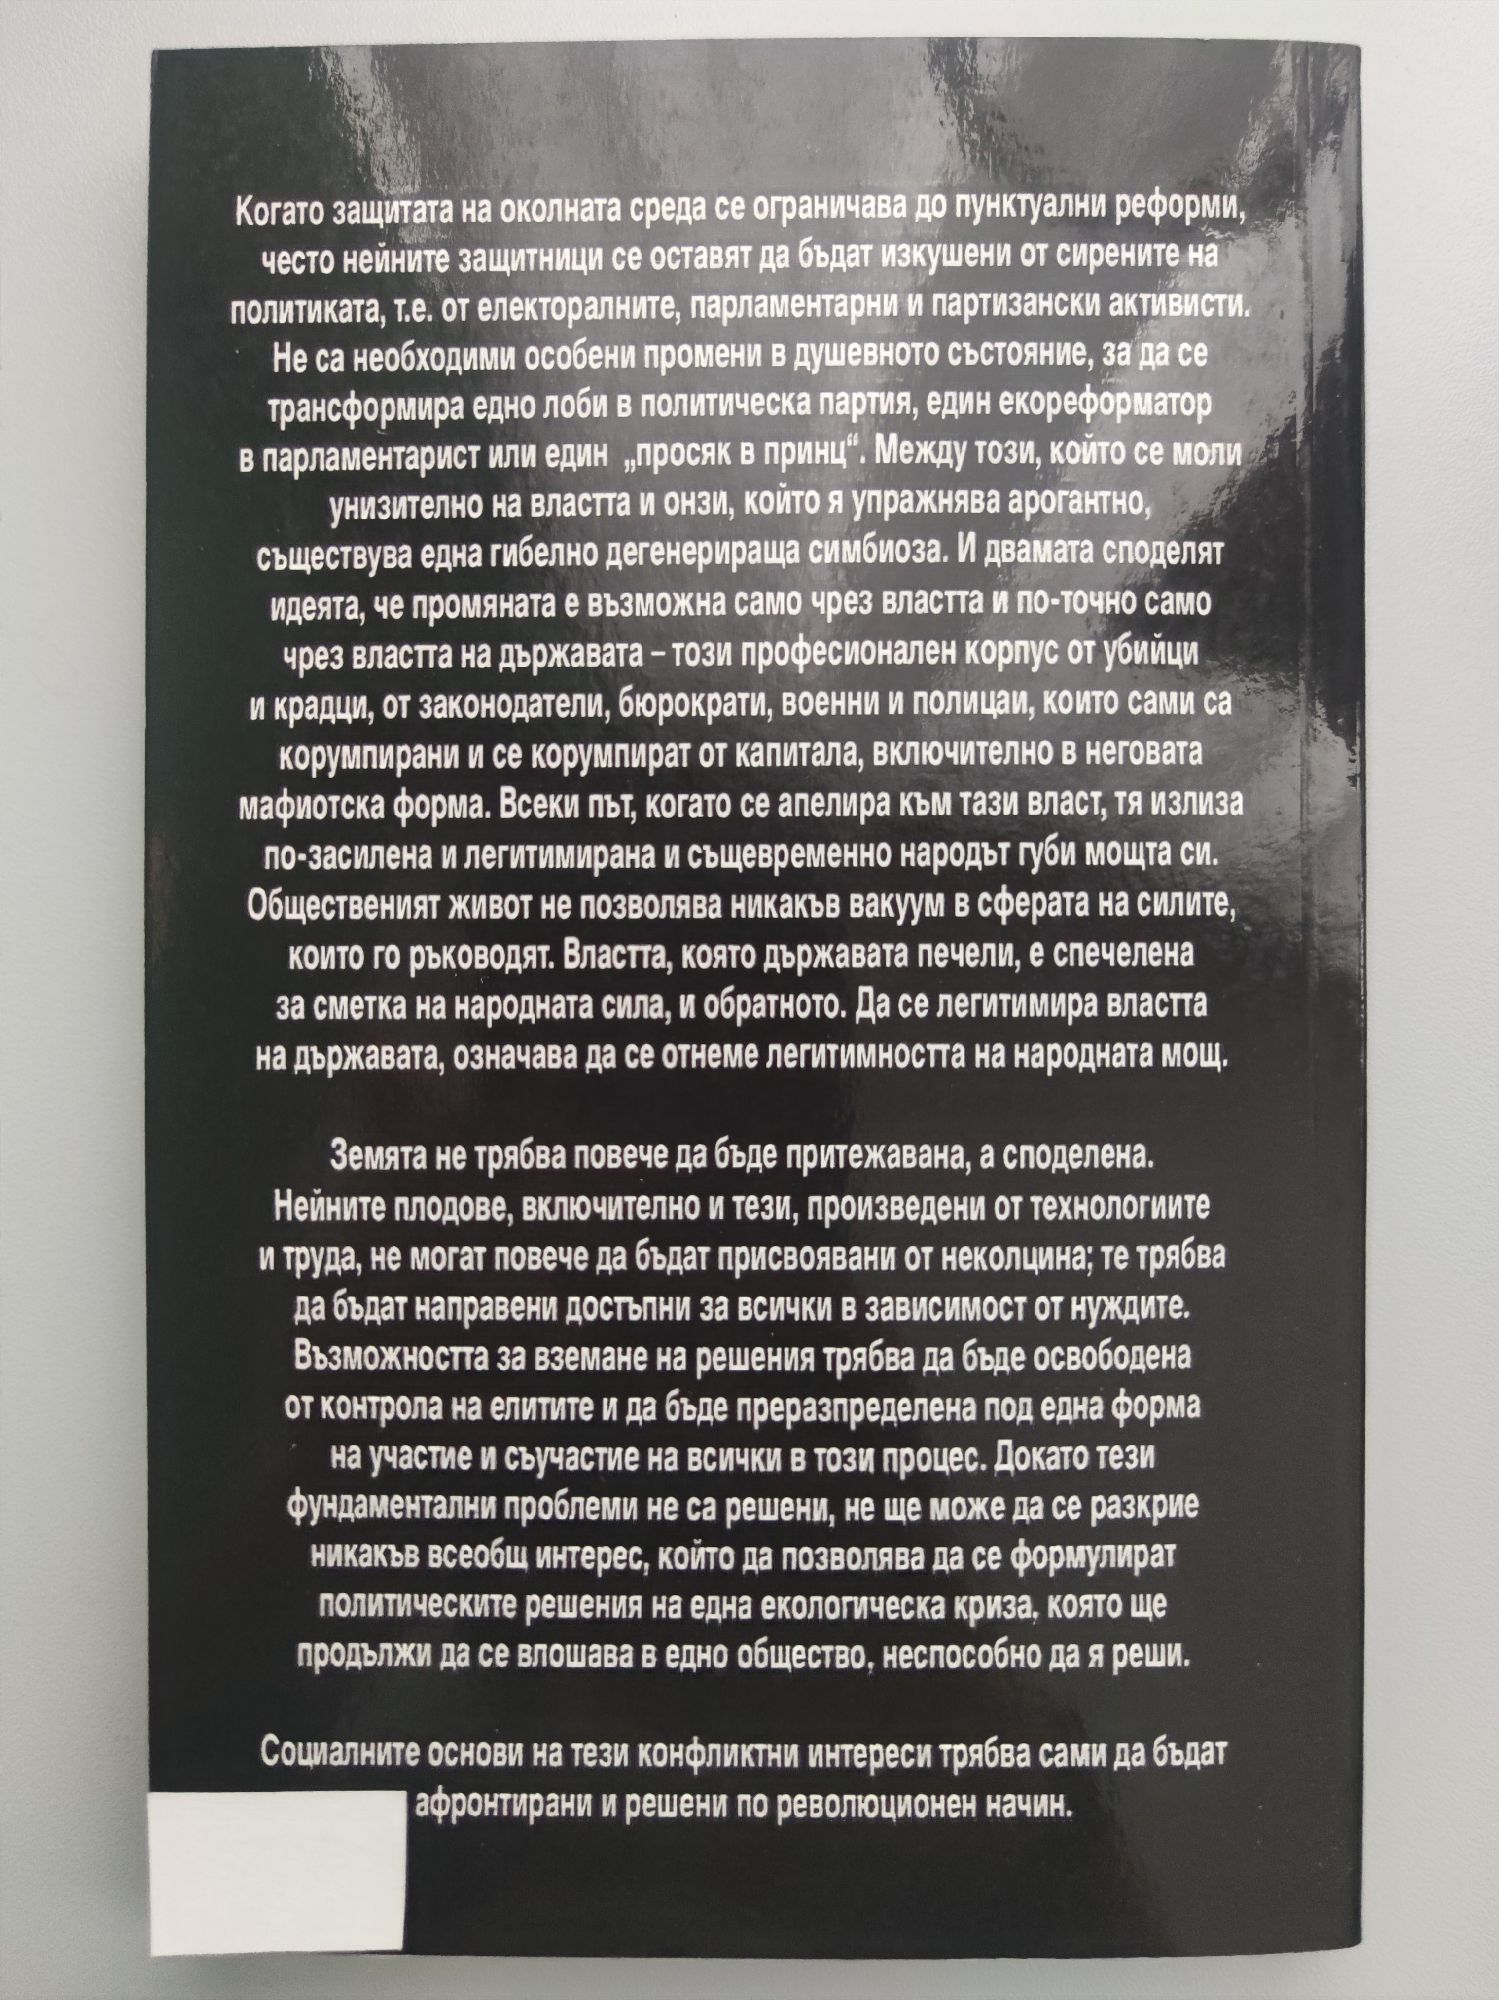 Когато защитата на околната среда се ограничава до пунктуални реформи,
често нейните защитници се оставят да бъдат изкушени от сирените на
политиката, т.е. от електоралните, парламентарни и партизански активисти.
Не са необходими особени промени в душевното състояние, за да се
трансформира едно лоби в политическа партия, един екореформатор
в парламентарист или един „просяк в принц“. Между този, който се моли
унизително на властта и онзи, който я упражнява арогантно,
съществува една гибелно дегенерираща симбиоза. И двамата споделят
идеята, че промяната е възможна само чрез властта и по-точно само
чрез властта на държавата – този професионален корпус от убийци
и крадци, от законодатели, бюрократи, военни и полицаи, които сами са
корумпирани и се корумпират от капитала, включително в неговата
мафиотска форма. Всеки път, когато се апелира към тази власт, тя излиза
по-засилена и легитимирана и същевременно народът губи мощта си.
Общественият живот не позволява никакъв вакуум в сферата на силите,
които го ръководят. Властта, която държавата печели, е спечелена
за сметка на народната сила, и обратното. Да се легитимира властта
на държавата, означава да се отнеме легитимността на народната мощ.
Земята не трябва повече да бъде притежавана, а споделена.
Нейните плодове, включително и тези, произведени от технологиите
и труда, не могат повече да бъдат присвоявани от неколцина; те трябва
да бъдат направени достъпни за всички в зависимост от нуждите.
Възможността за вземане на решения трябва да бъде освободена
от контрола на елитите и да бъде преразпределена под една форма
на участие и съучастие на всички в този процес. Докато тези
фундаментални проблеми не са решени, не ще може да се разкрие
никакъв всеобщ интерес, който да позволява да се формулират
политическите решения на една екологическа криза, която ще
продължи да се влошава в едно общество, неспособно да я реши.
Социалните основи на тези конфликтни интереси трябва сами да бъдат
афронтирани и решени по революционен начин.